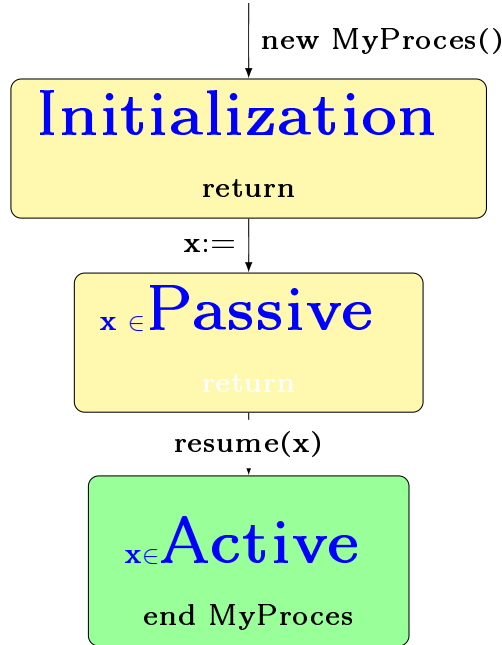 new MyProces()
Initialization
return
x:=
x ∈Passive
return
resume(x)
x∈Active
end MyProces